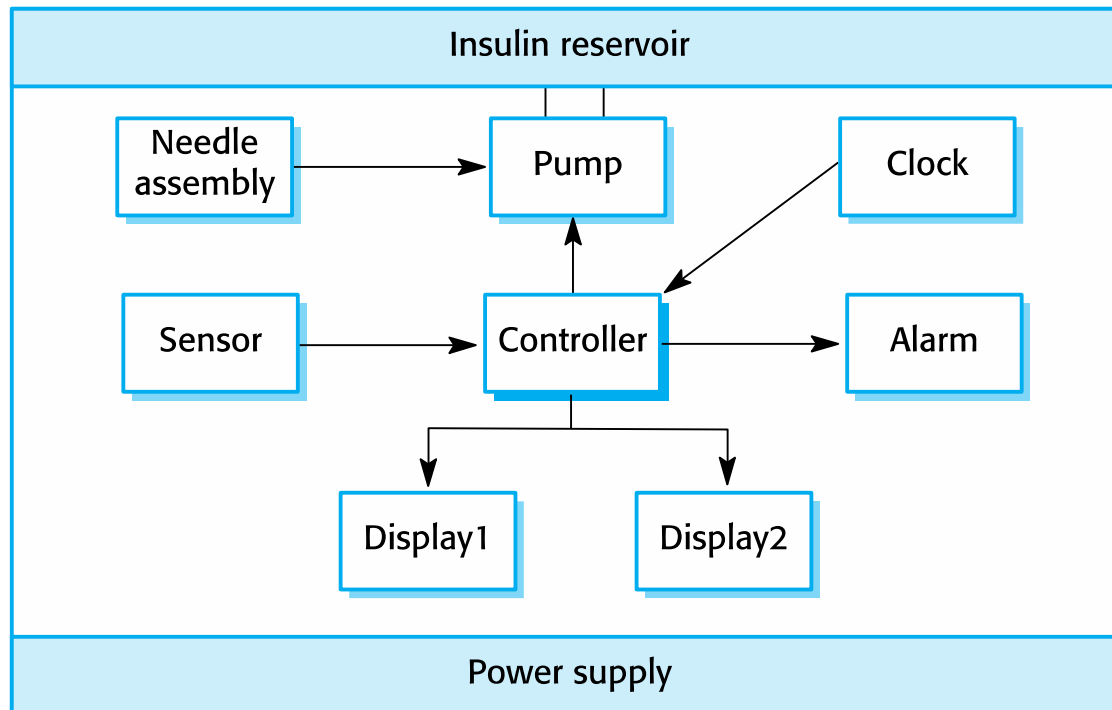 Insulin reservoir
Needle
assembly
Pump
Clock
Sensor
Controller
Alarm
Display1
Display2
Power supply